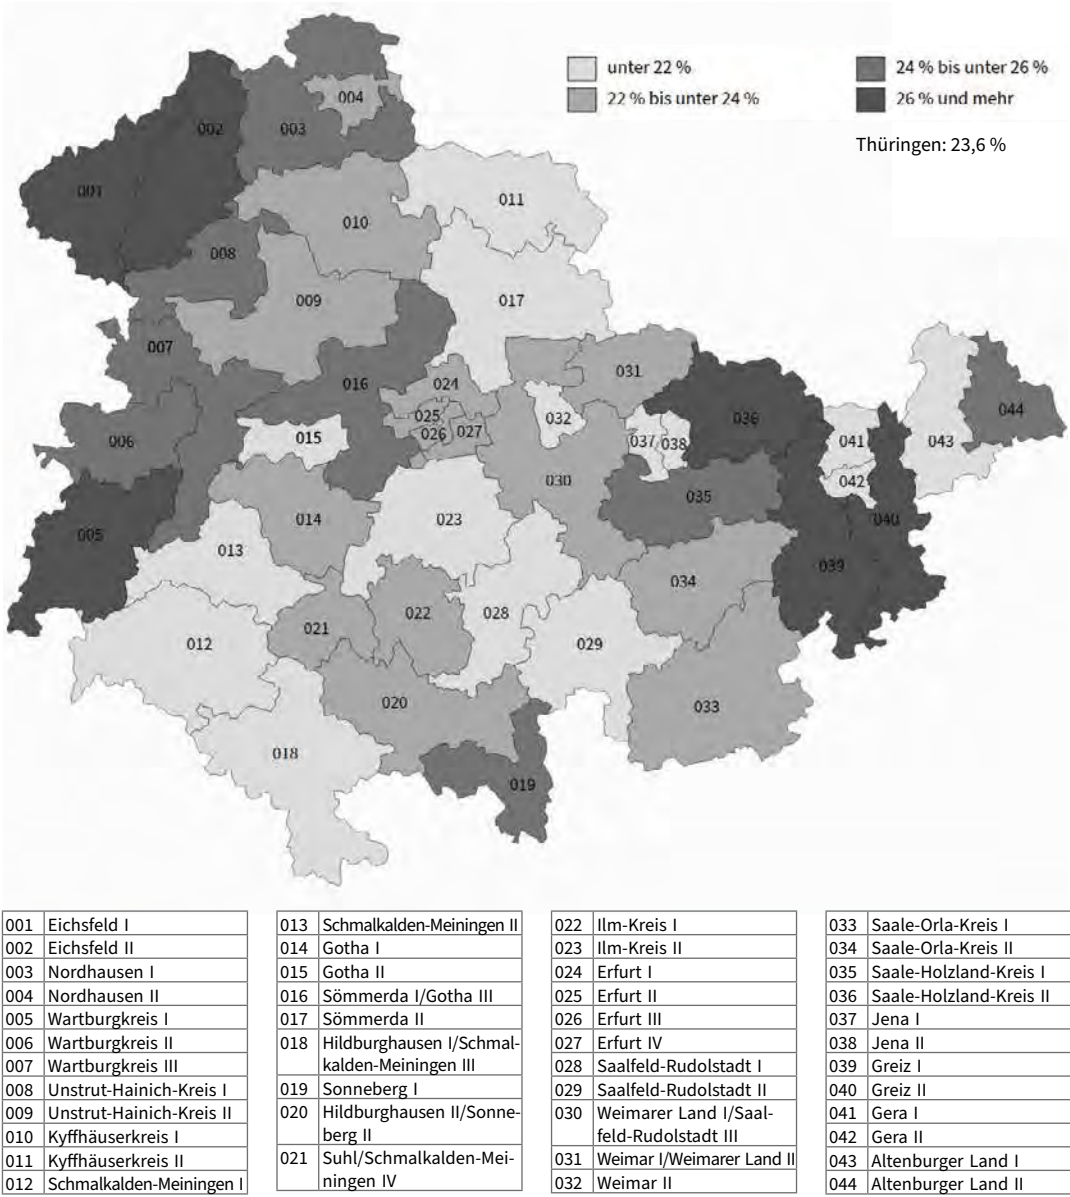 unter 22 %
22 % bis unter 24 %
24 % bis unter 26 %
26 % und mehr
Thüringen: 23,6 %
004
002
003
001
011
010
008
009
017
007
016
024
031
025
026
027
032
015
006
036
037
038
041
042
043
044
030
035
005
014
023
013
040
039
034
022
028
021
012
029
020
033
018
019
001 Eichsfeld I
002 Eichsfeld II
003 Nordhausen I
004 Nordhausen II
005 Wartburgkreis I
006 Wartburgkreis II
007 Wartburgkreis III
008 Unstrut-Hainich-Kreis I
009 Unstrut-Hainich-Kreis II
010 Kyffhäuserkreis I
011 Kyffhäuserkreis II
012 Schmalkalden-Meiningen I
013 Schmalkalden-Meiningen II
014 Gotha I
015 Gotha II
016 Sömmerda I/Gotha III
017 Sömmerda II
018 Hildburghausen I/Schmal-
kalden-Meiningen III
019 Sonneberg I
020 Hildburghausen II/Sonne-
berg II
021 Suhl/Schmalkalden-Mei-
ningen IV
022 Ilm-Kreis I
023 Ilm-Kreis II
024 Erfurt I
025 Erfurt II
026 Erfurt III
027 Erfurt IV
028 Saalfeld-Rudolstadt I
029 Saalfeld-Rudolstadt II
030 Weimarer Land I/Saal-
feld-Rudolstadt III
031 Weimar I/Weimarer Land II
032 Weimar II
033 Saale-Orla-Kreis I
034 Saale-Orla-Kreis II
035 Saale-Holzland-Kreis I
036 Saale-Holzland-Kreis II
037 Jena I
038 Jena II
039 Greiz I
040 Greiz II
041 Gera I
042 Gera II
043 Altenburger Land I
044 Altenburger Land II